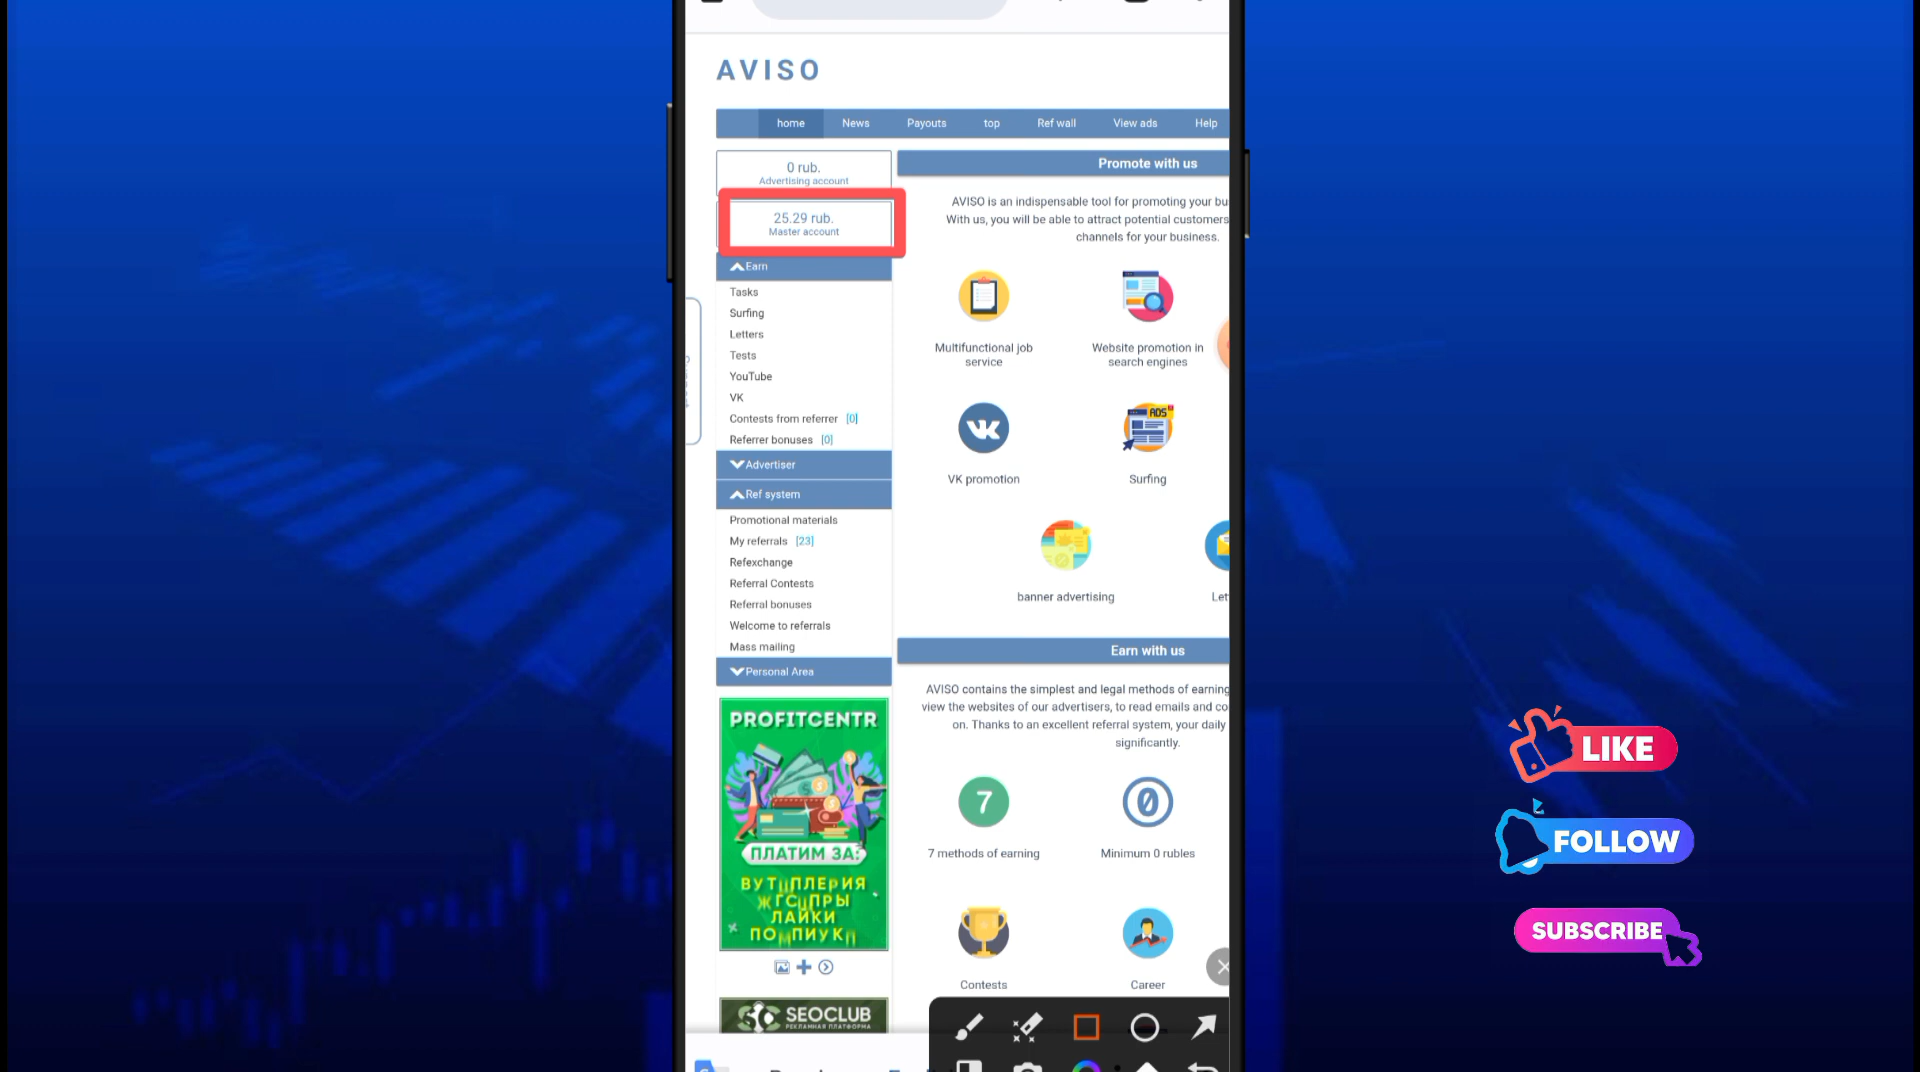 AVISO
home News Payouts top Ref wall View ads Help
0 rub.
Advertising account
25.29 rub.
Master account
Earn
Tasks
Surfing
Letters
Tests
YouTube
VK
Contests from referrer [0]
Referrer bonuses [0]
Advertiser
Ref system
Promotional materials
My referrals [23]
Refexchange
Referral Contests
Referral bonuses
Welcome to referrals
Mass mailing
Personal Area
PROFITCENTR
ПЛАТИМ ЗА:
ЛАЙКИ
SEOCLUB
РЕКЛАМНАЯ ПЛАТФОРМА
Promote with us
AVISO is an indispensable tool for promoting your
With us, you will be able to attract potential customers
channels for your business.
Multifunctional job
service
Website promotion in
search engines
VK promotion
ADS
Surfing
banner advertising
Earn with us
AVISO contains the simplest and legal methods of earning
view the websites of our advertisers, to read emails and
on. Thanks to an excellent referral system, your daily
significantly.
7
7 methods of earning
0
Minimum 0 rubles
Contests
Career
LIKE
FOLLOW
SUBSCRIBE